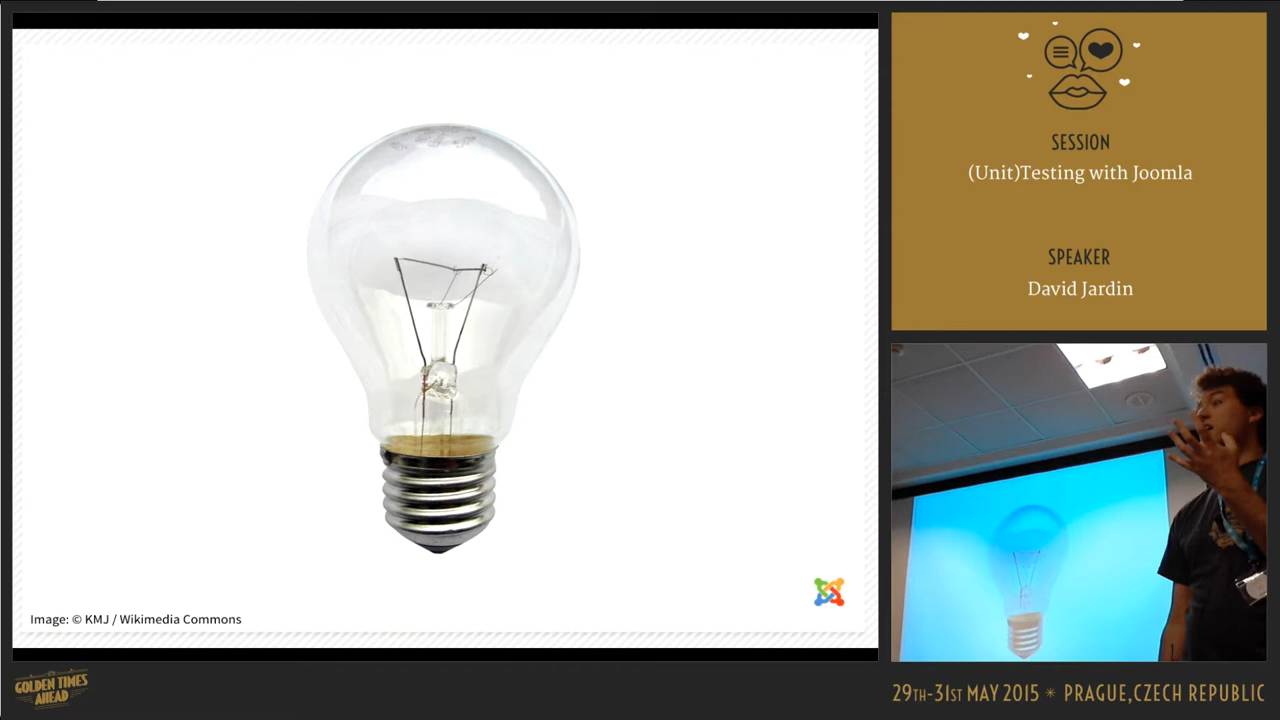 Image: © KMJ / Wikimedia Commons
SESSION
(Unit)Testing with Joomla
SPEAKER
David Jardin
GOLDEN TIMES
AHEAD
29TH-31ST MAY 2015 * PRAGUE,CZECH REPUBLIC